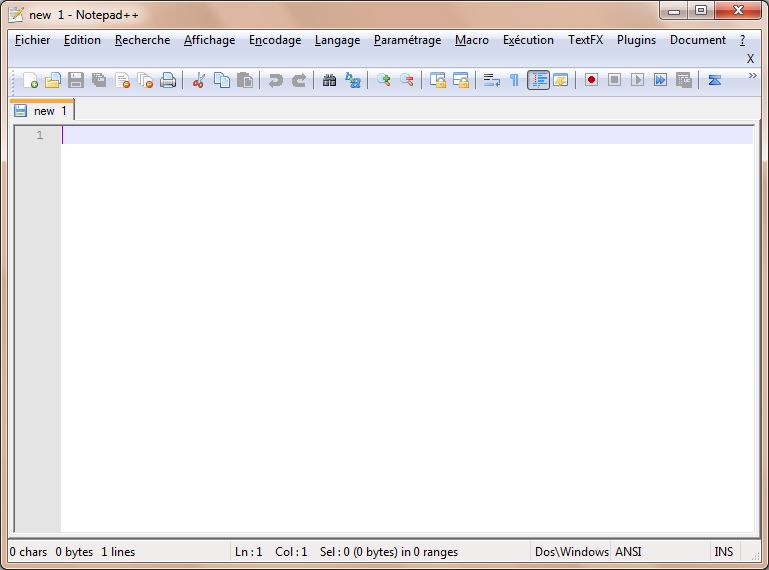 new 1 - Notepad++
Fichier Edition Recherche Affichage Encodage Langage Paramétrage Macro Exécution TextFX Plugins Document ?
X
new 1
1
0 chars 0 bytes 1 lines Ln : 1 Col : 1 Sel : 0 (0 bytes) in 0 ranges Dos\Windows ANSI INS